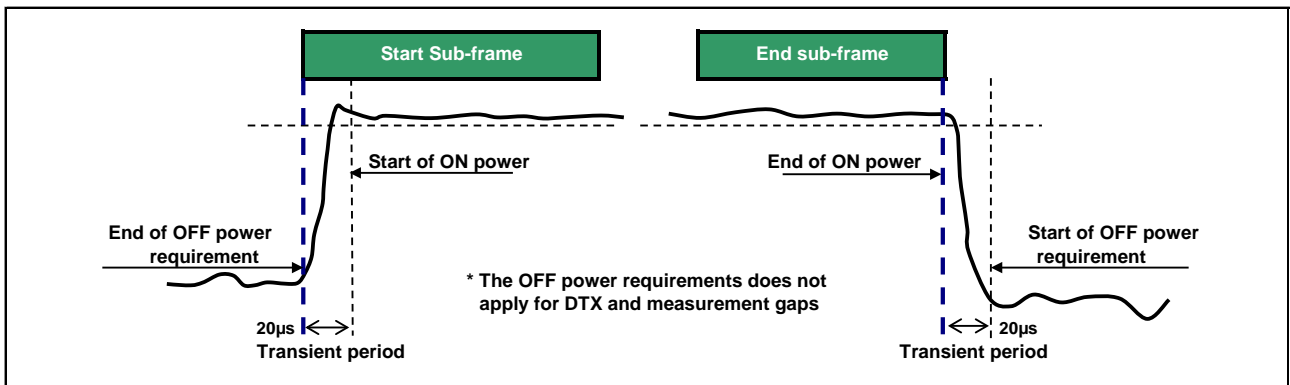 Start Sub-frame
End sub-frame
Start of ON power
End of ON power
End of OFF power
requirement
Start of OFF power
requirement
* The OFF power requirements does not
apply for DTX and measurement gaps
20µs
20µs
Transient period
Transient period